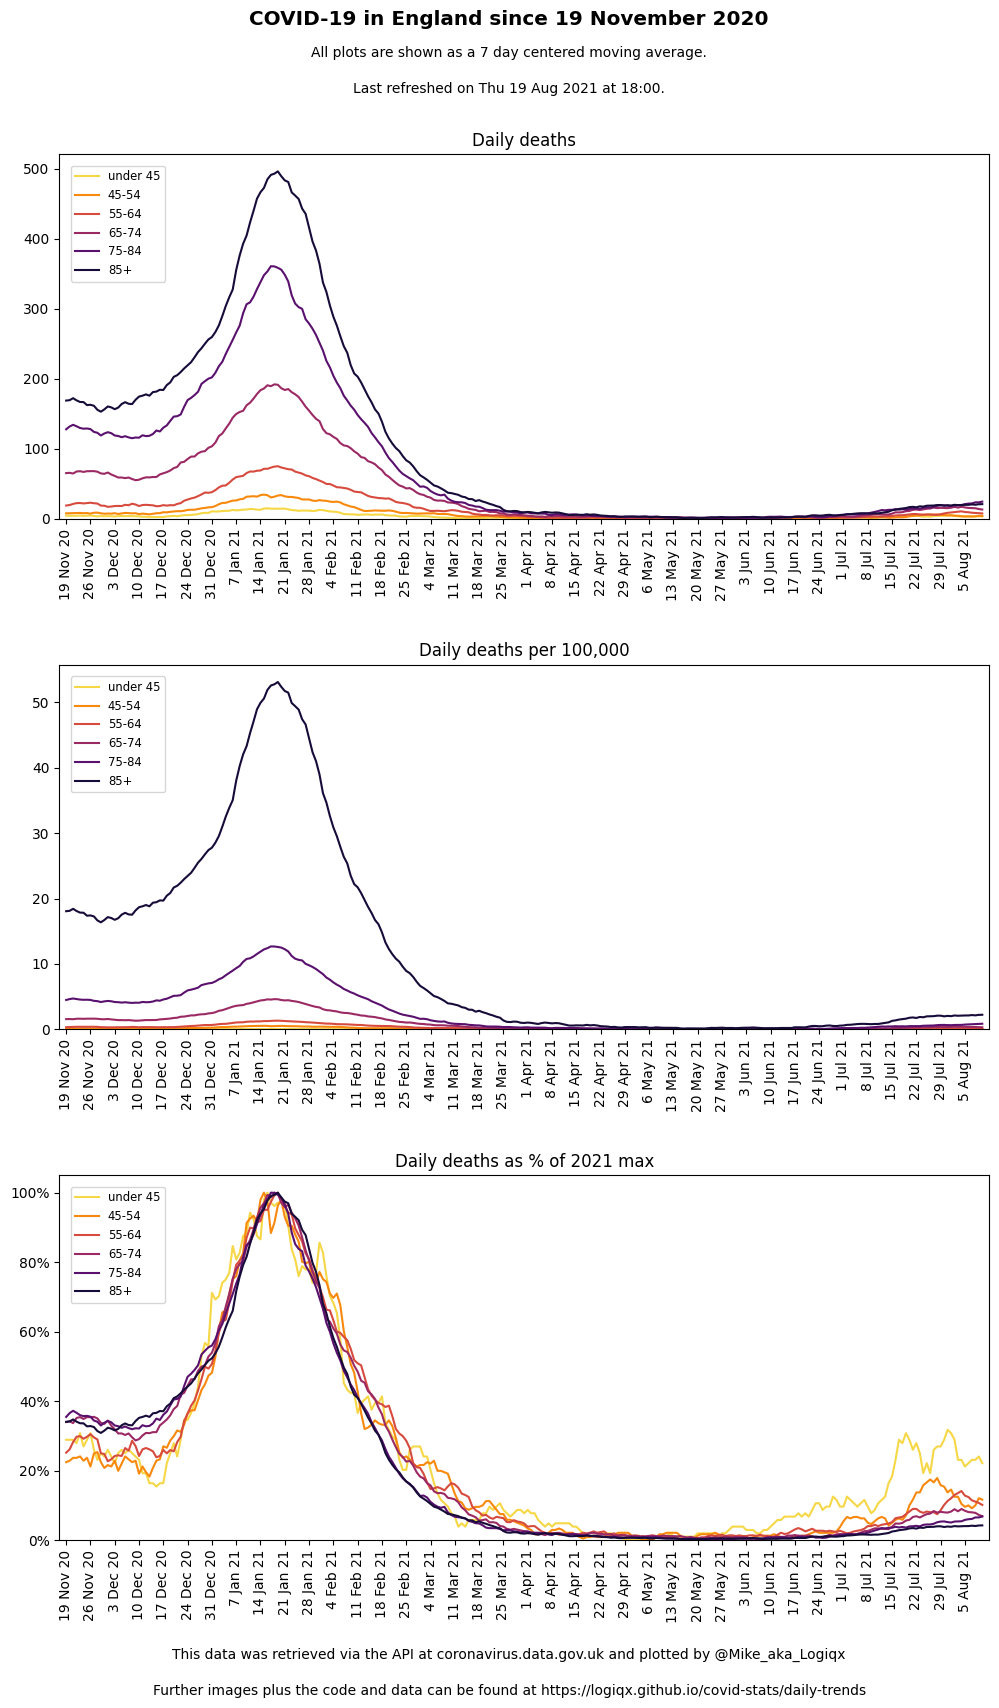 COVID-19 in England since 19 November 2020
All plots are shown as a 7 day centered moving average.
Last refreshed on Thu 19 Aug 2021 at 18:00.
Daily deaths
500
400
300
200
100
0
under 45
45-54
55-64
65-74
75-84
85+
19 Nov 20
26 Nov 20
3 Dec 20
10 Dec 20
17 Dec 20
24 Dec 20
31 Dec 20
7 Jan 21
14 Jan 21
21 Jan 21
28 Jan 21
4 Feb 21
11 Feb 21
18 Feb 21
25 Feb 21
4 Mar 21
11 Mar 21
18 Mar 21
25 Mar 21
1 Apr 21
8 Apr 21
15 Apr 21
22 Apr 21
29 Apr 21
6 May 21
13 May 21
20 May 21
27 May 21
3 Jun 21
10 Jun 21
17 Jun 21
24 Jun 21
1 Jul 21
8 Jul 21
15 Jul 21
22 Jul 21
29 Jul 21
5 Aug 21
Daily deaths per 100,000
50
40
30
20
10
0
under 45
45-54
55-64
65-74
75-84
85+
19 Nov 20
26 Nov 20
3 Dec 20
10 Dec 20
17 Dec 20
24 Dec 20
31 Dec 20
7 Jan 21
14 Jan 21
21 Jan 21
28 Jan 21
4 Feb 21
11 Feb 21
18 Feb 21
25 Feb 21
4 Mar 21
11 Mar 21
18 Mar 21
25 Mar 21
1 Apr 21
8 Apr 21
15 Apr 21
22 Apr 21
29 Apr 21
6 May 21
13 May 21
20 May 21
27 May 21
3 Jun 21
10 Jun 21
17 Jun 21
24 Jun 21
1 Jul 21
8 Jul 21
15 Jul 21
22 Jul 21
29 Jul 21
5 Aug 21
Daily deaths as % of 2021 max
100%
80%
60%
40%
20%
0%
under 45
45-54
55-64
65-74
75-84
85+
19 Nov 20
26 Nov 20
3 Dec 20
10 Dec 20
17 Dec 20
24 Dec 20
31 Dec 20
7 Jan 21
14 Jan 21
21 Jan 21
28 Jan 21
4 Feb 21
11 Feb 21
18 Feb 21
25 Feb 21
4 Mar 21
11 Mar 21
18 Mar 21
25 Mar 21
1 Apr 21
8 Apr 21
15 Apr 21
22 Apr 21
29 Apr 21
6 May 21
13 May 21
20 May 21
27 May 21
3 Jun 21
10 Jun 21
17 Jun 21
24 Jun 21
1 Jul 21
8 Jul 21
15 Jul 21
22 Jul 21
29 Jul 21
5 Aug 21
This data was retrieved via the API at coronavirus.data.gov.uk and plotted by @Mike_aka_Logiqx
Further images plus the code and data can be found at https://logiqx.github.io/covid-stats/daily-trends